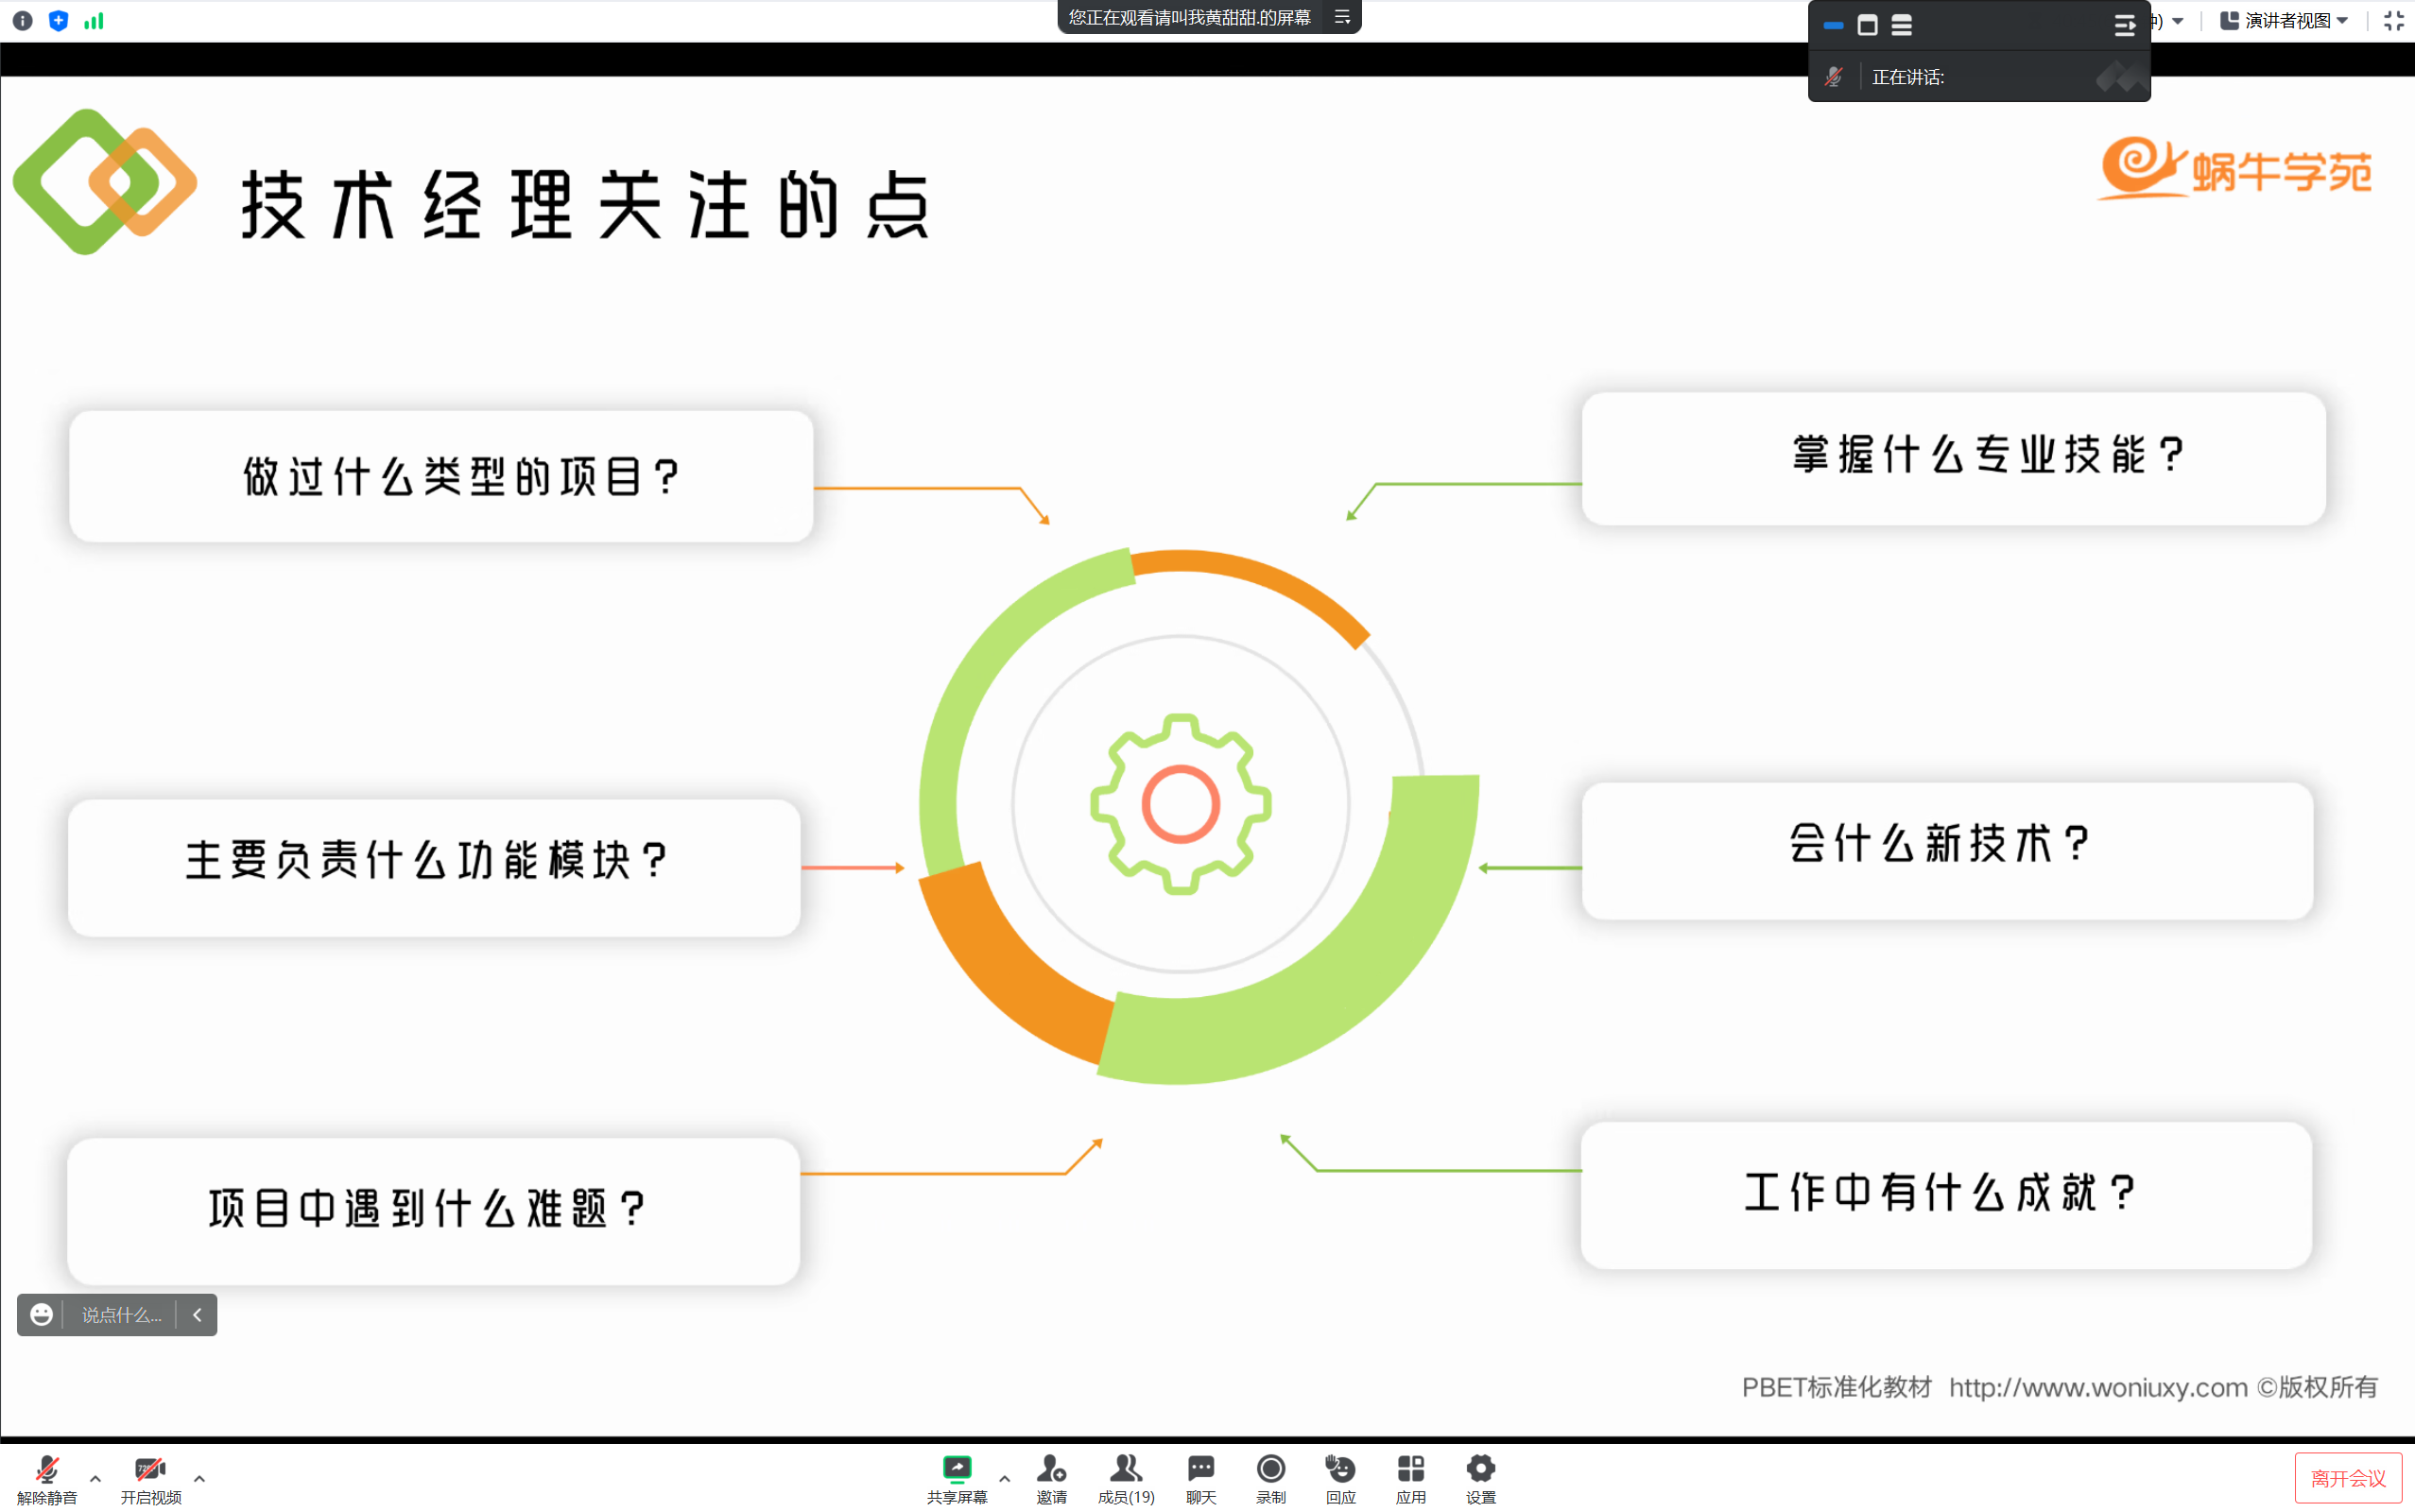 您正在观看请叫我黄甜甜.的屏幕
钟)
演讲者视图
正在讲话:
技术经理关注的点
蜗牛学苑
做过什么类型的项目?
掌握什么专业技能?
主要负责什么功能模块?
会什么新技术?
项目中遇到什么难题?
工作中有什么成就?
说点什么...
PBET标准化教材 http://www.woniuxy.com ©版权所有
解除静音
开启视频
共享屏幕
邀请
成员(19)
聊天
录制
回应
应用
设置
离开会议